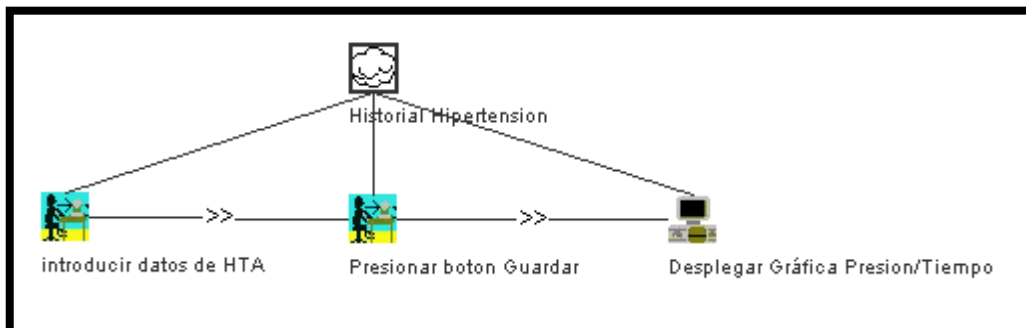 Historial Hipertension
>> >>
introducir datos de HTA Presionar boton Guardar Desplegar Gráfica Presion/Tiempo